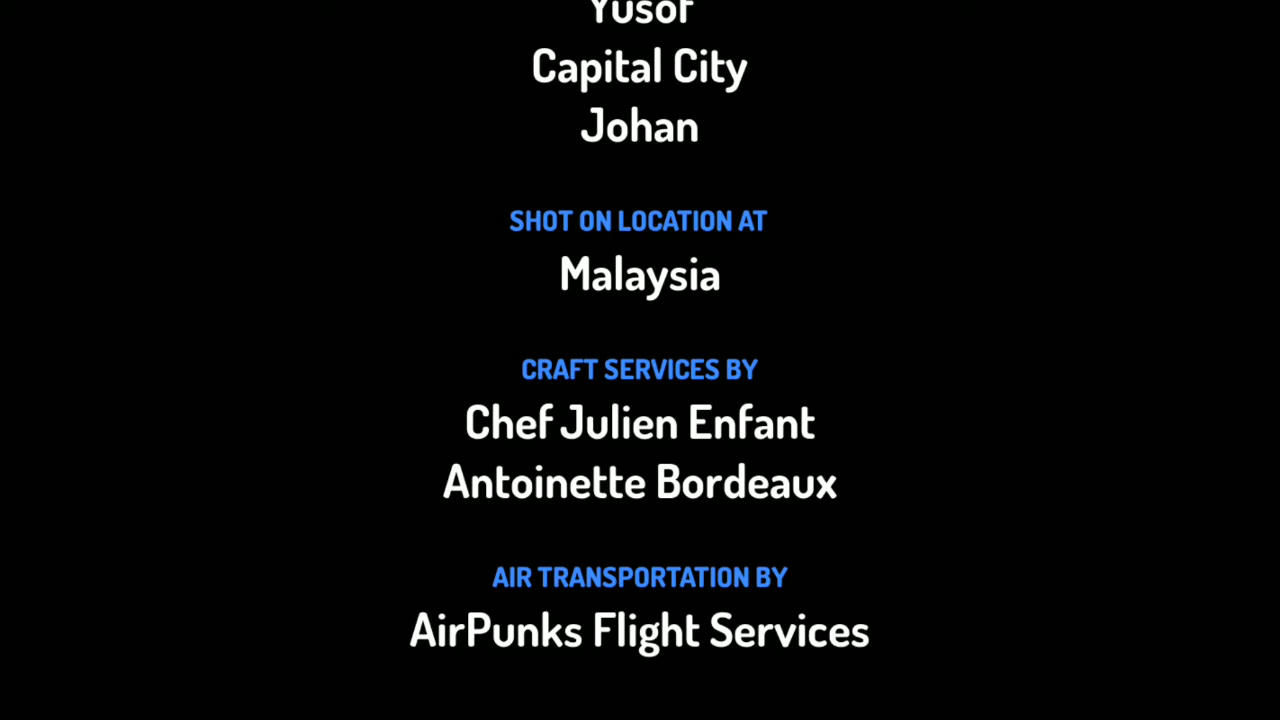 Yusof
Capital City
Johan
SHOT ON LOCATION AT
Malaysia
CRAFT SERVICES BY
Chef Julien Enfant
Antoinette Bordeaux
AIR TRANSPORTATION BY
AirPunks Flight Services